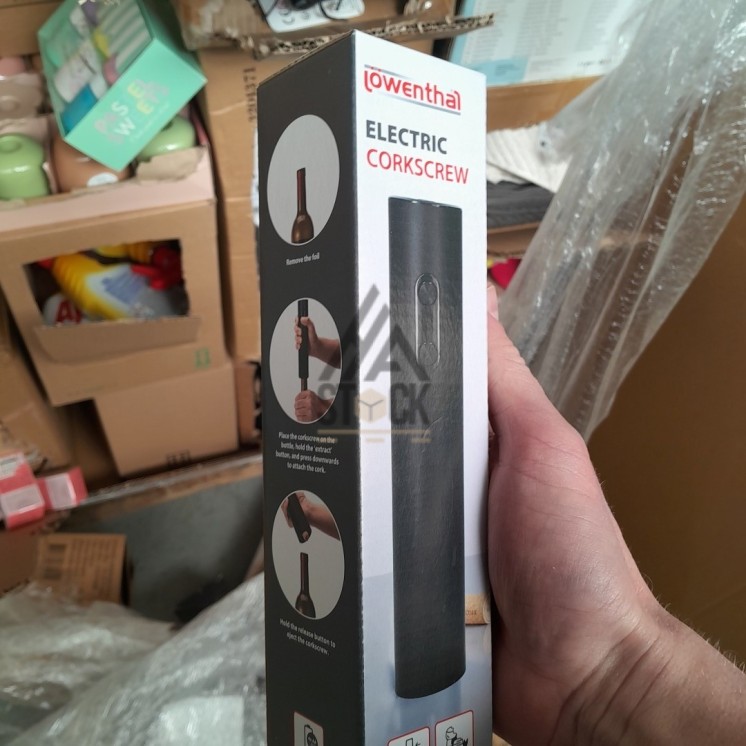 Löwenthal
ELECTRIC
CORKSCREW
Remove the foil
Place the corkscrew on the
bottle, hold the 'extract'
button, and press downwards
to attach the cork.
Hold the release button to
eject the corkscrew.
STOCK